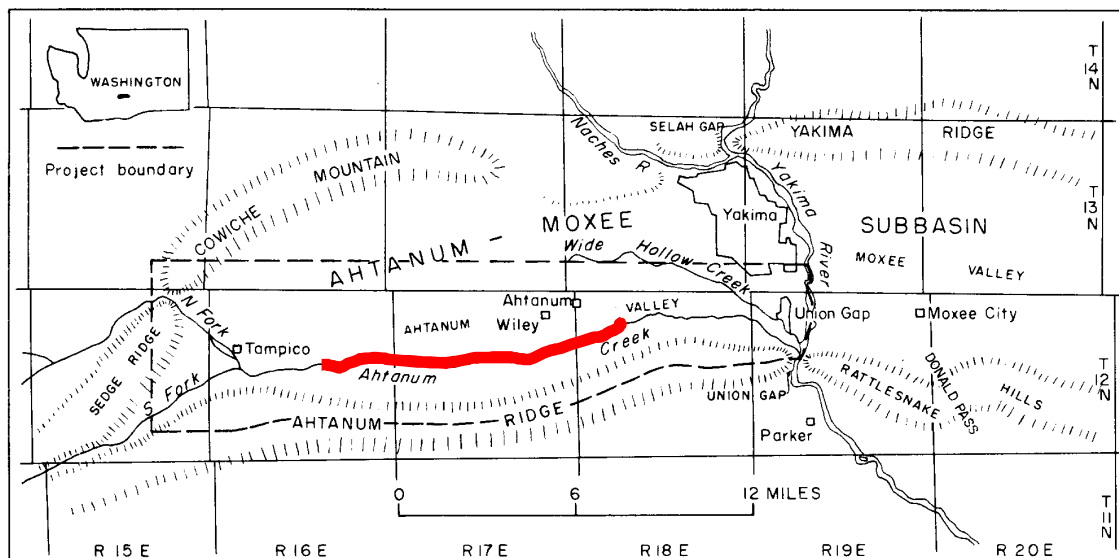 WASHINGTON
Project boundary
T
14
N
SELAH GAP
YAKIMA RIDGE
Naches R
Yakima River
COWICHE MOUNTAIN
T
13
N
Yakima
AHTANUM - MOXEE SUBBASIN
Wide Hollow Creek
MOXEE VALLEY
N Fork
Ahtanum
Wiley
AHTANUM VALLEY
Union Gap
Moxee City
Tampico
SEDGE RIDGE
S Fork
Ahtanum Creek
T
12
N
AHTANUM RIDGE
UNION GAP
RATTLESNAKE HILLS
DONALD PASS
Parker
0 6 12 MILES
T
11
N
R 15 E R 16 E R 17 E R 18 E R 19 E R 20 E